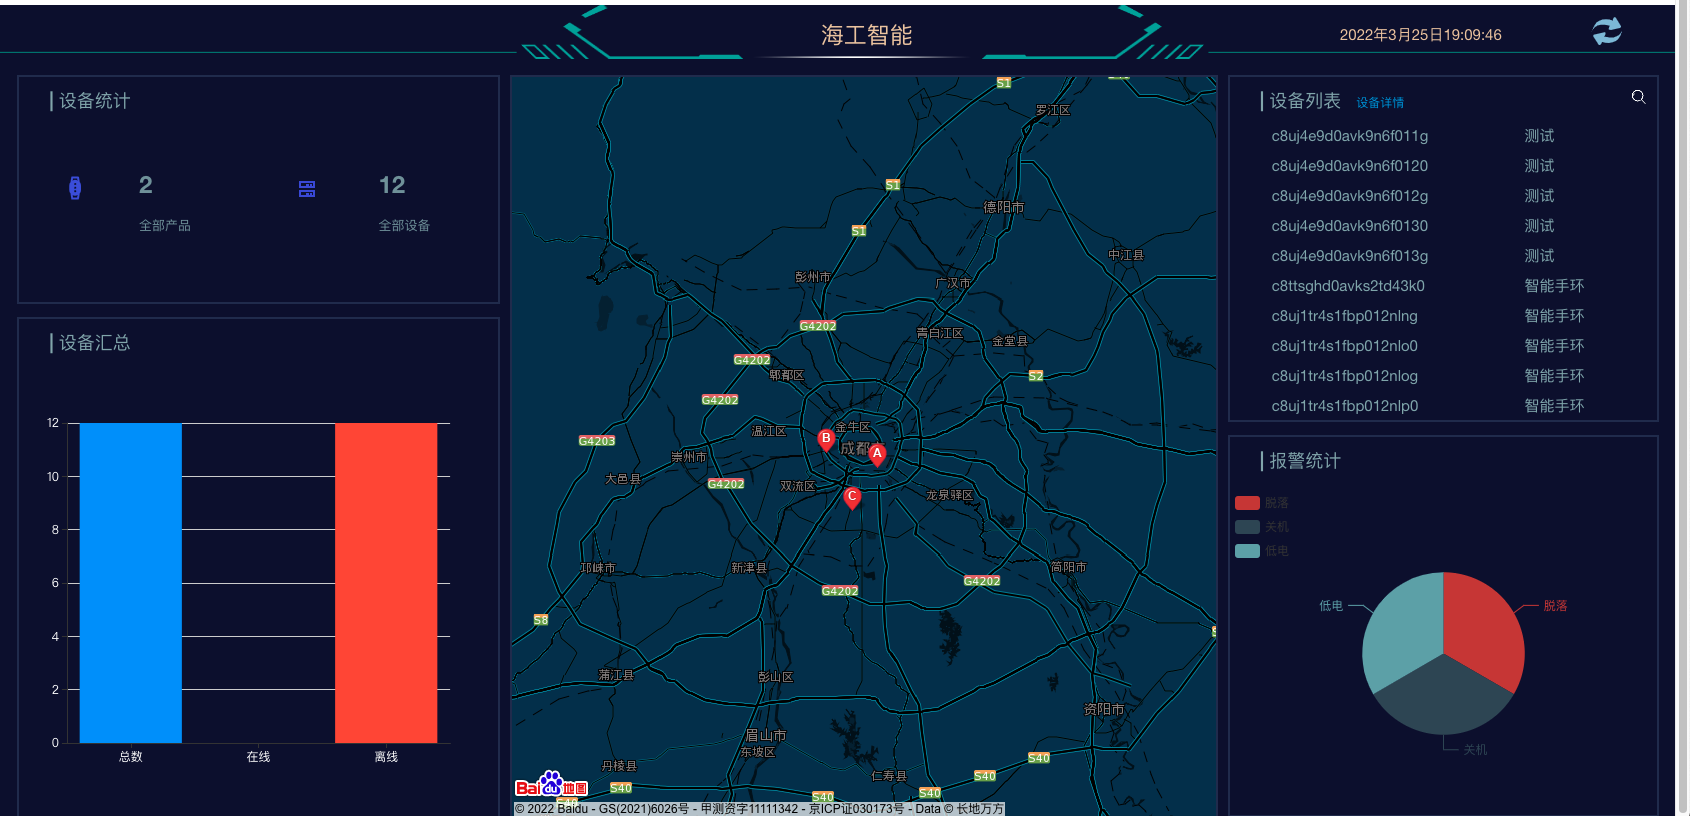 海工智能
2022年3月25日19:09:46
设备统计
2
全部产品
12
全部设备
设备汇总
12
10
8
6
4
2
0
总数
在线
离线
S1
罗江区
S1
德阳市
S1
中江县
彭州市
广汉市
G4202
青白江区
金堂县
G4202
郫都区
S2
G4202
金牛区
温江区
B
G4203
成都
A
崇州市
大邑县
G4202
双流区
C
龙泉驿区
邛崃市
新津县
简阳市
G4202
G4202
S8
蒲江县
彭山区
资阳市
眉山市
东坡区
丹棱县
仁寿县
S40
S40
S40
S40
S40
Bai du 地图
© 2022 Baidu - GS(2021)6026号 - 甲测资字11111342 - 京ICP证030173号 - Data © 长地万方
设备列表 设备详情
c8uj4e9d0avk9n6f011g 测试
c8uj4e9d0avk9n6f0120 测试
c8uj4e9d0avk9n6f012g 测试
c8uj4e9d0avk9n6f0130 测试
c8uj4e9d0avk9n6f013g 测试
c8ttsghd0avks2td43k0 智能手环
c8uj1tr4s1fbp012nlng 智能手环
c8uj1tr4s1fbp012nlo0 智能手环
c8uj1tr4s1fbp012nlog 智能手环
c8uj1tr4s1fbp012nlp0 智能手环
报警统计
脱落
关机
低电
低电
脱落
关机